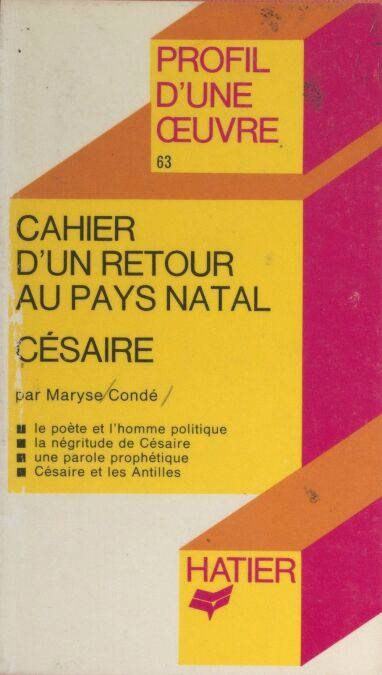 PROFIL
D'UNE
ŒUVRE
63
CAHIER
D'UN RETOUR
AU PAYS NATAL
CÉSAIRE
par Maryse Condé
le poète et l'homme politique
la négritude de Césaire
une parole prophétique
Césaire et les Antilles
HATIER